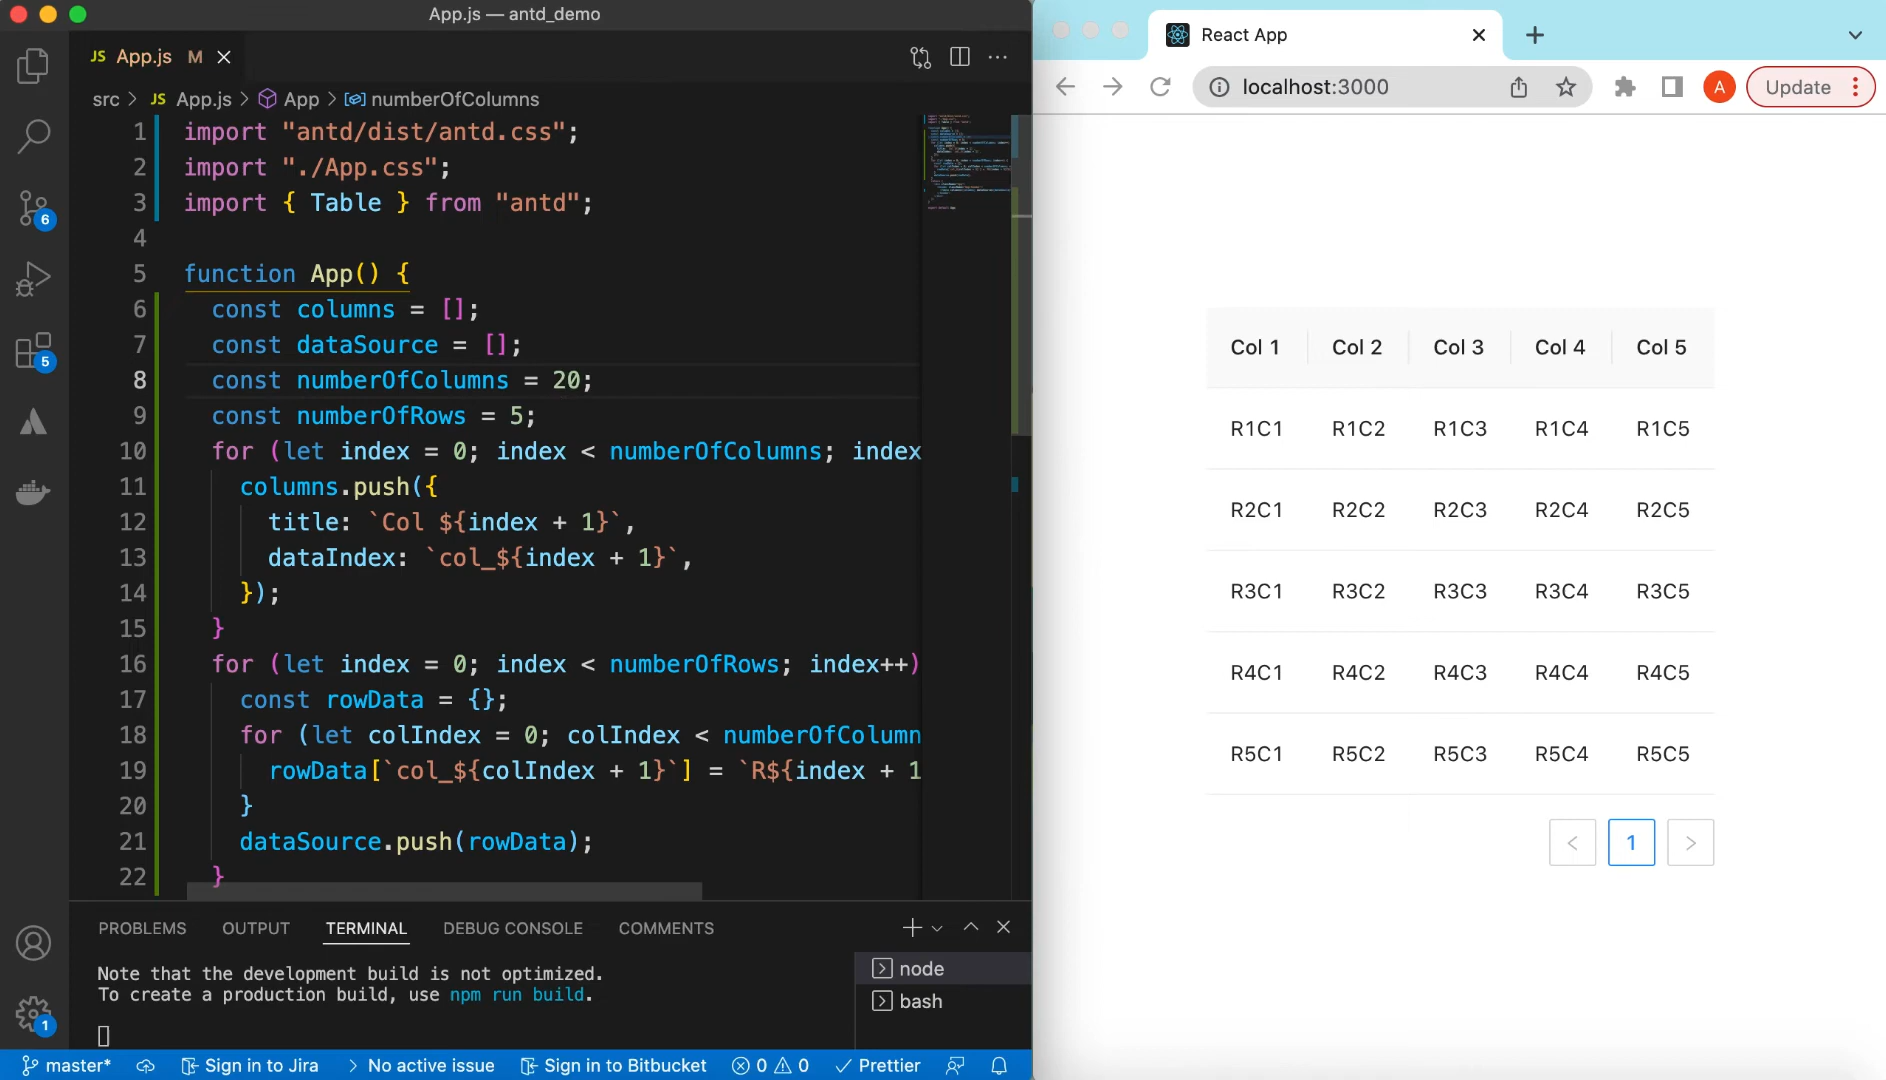 App.js — antd_demo
JS App.js M
src > JS App.js > App > numberOfColumns
1 import "antd/dist/antd.css";
2 import "./App.css";
3 import { Table } from "antd";
4
5 function App() {
6 const columns = [];
7 const dataSource = [];
8 const numberOfColumns = 20;
9 const numberOfRows = 5;
10 for (let index = 0; index < numberOfColumns; index
11 columns.push({
12 title: `Col ${index + 1}`,
13 dataIndex: `col_${index + 1}`,
14 });
15 }
16 for (let index = 0; index < numberOfRows; index++)
17 const rowData = {};
18 for (let colIndex = 0; colIndex < numberOfColumn
19 rowData[`col_${colIndex + 1}`] = `R${index + 1
20 }
21 dataSource.push(rowData);
22 }
6
5
1
PROBLEMS OUTPUT TERMINAL DEBUG CONSOLE COMMENTS
Note that the development build is not optimized.
To create a production build, use npm run build.
node
bash
master* Sign in to Jira > No active issue Sign in to Bitbucket 0 0 Prettier
React App
localhost:3000 A Update
Col 1 Col 2 Col 3 Col 4 Col 5
R1C1 R1C2 R1C3 R1C4 R1C5
R2C1 R2C2 R2C3 R2C4 R2C5
R3C1 R3C2 R3C3 R3C4 R3C5
R4C1 R4C2 R4C3 R4C4 R4C5
R5C1 R5C2 R5C3 R5C4 R5C5
< 1 >